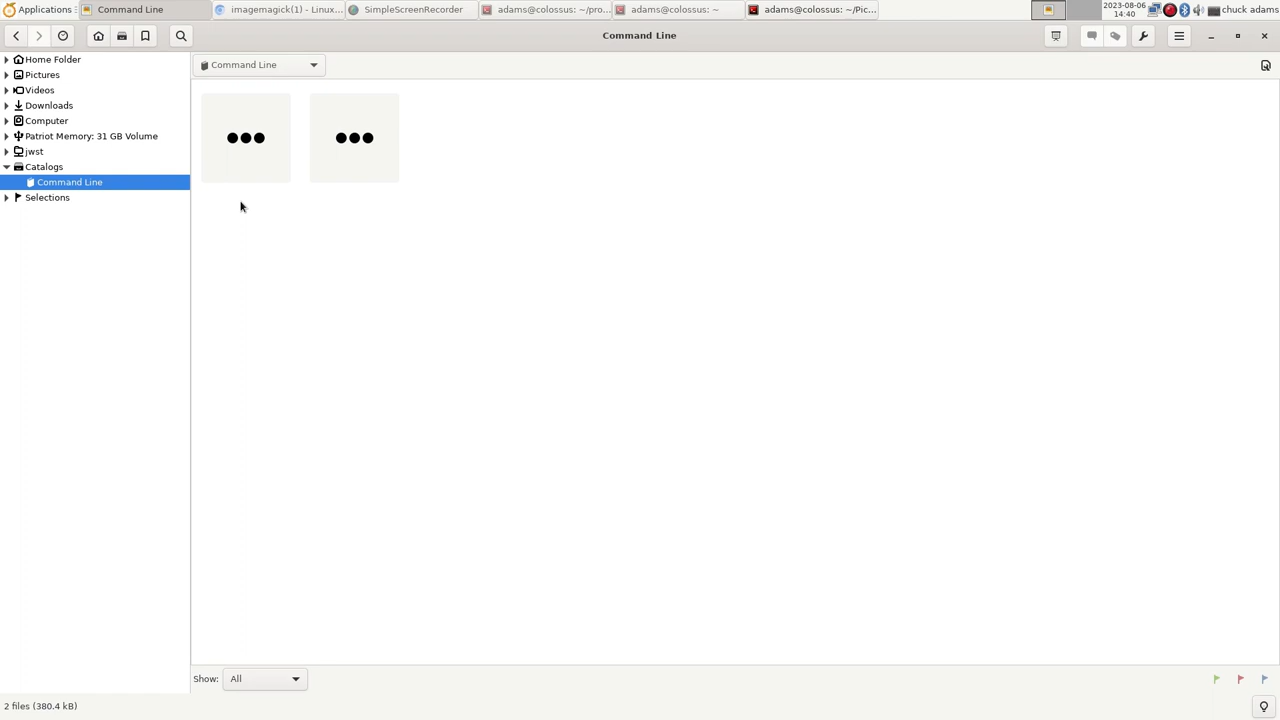 Applications
Command Line
imagemagick(1) - Linux...
SimpleScreenRecorder
adams@colossus: ~/pro...
adams@colossus: ~
adams@colossus: ~/Pic...
2023-08-06
14:40
chuck adams
Command Line
Home Folder
Pictures
Videos
Downloads
Computer
Patriot Memory: 31 GB Volume
jwst
Catalogs
Command Line
Selections
Command Line
Show:
All
2 files (380.4 kB)